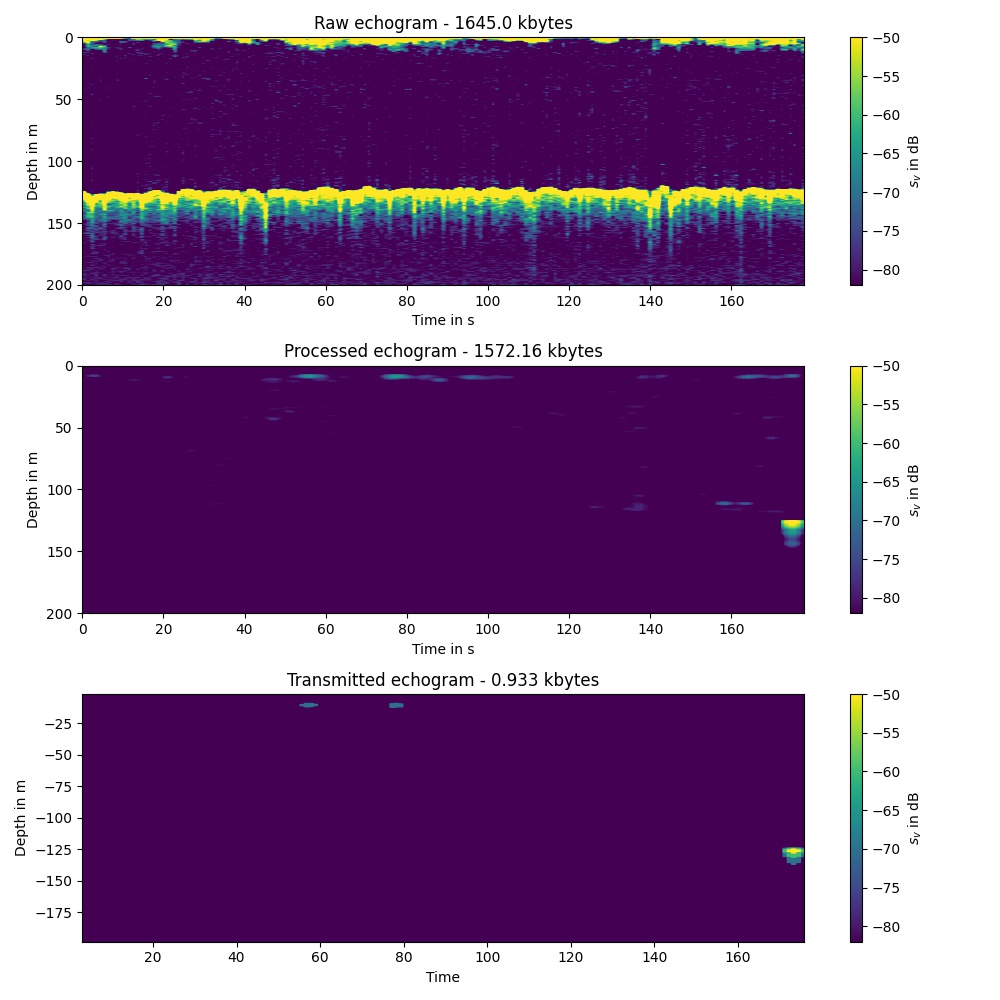 Raw echogram - 1645.0 kbytes
0
50
100
150
200
Depth in m
0 20 40 60 80 100 120 140 160
Time in s
−50
−55
−60
−65
−70
−75
−80
sv in dB
Processed echogram - 1572.16 kbytes
0
50
100
150
200
Depth in m
0 20 40 60 80 100 120 140 160
Time in s
−50
−55
−60
−65
−70
−75
−80
sv in dB
Transmitted echogram - 0.933 kbytes
−25
−50
−75
−100
−125
−150
−175
Depth in m
20 40 60 80 100 120 140 160
Time
−50
−55
−60
−65
−70
−75
−80
sv in dB